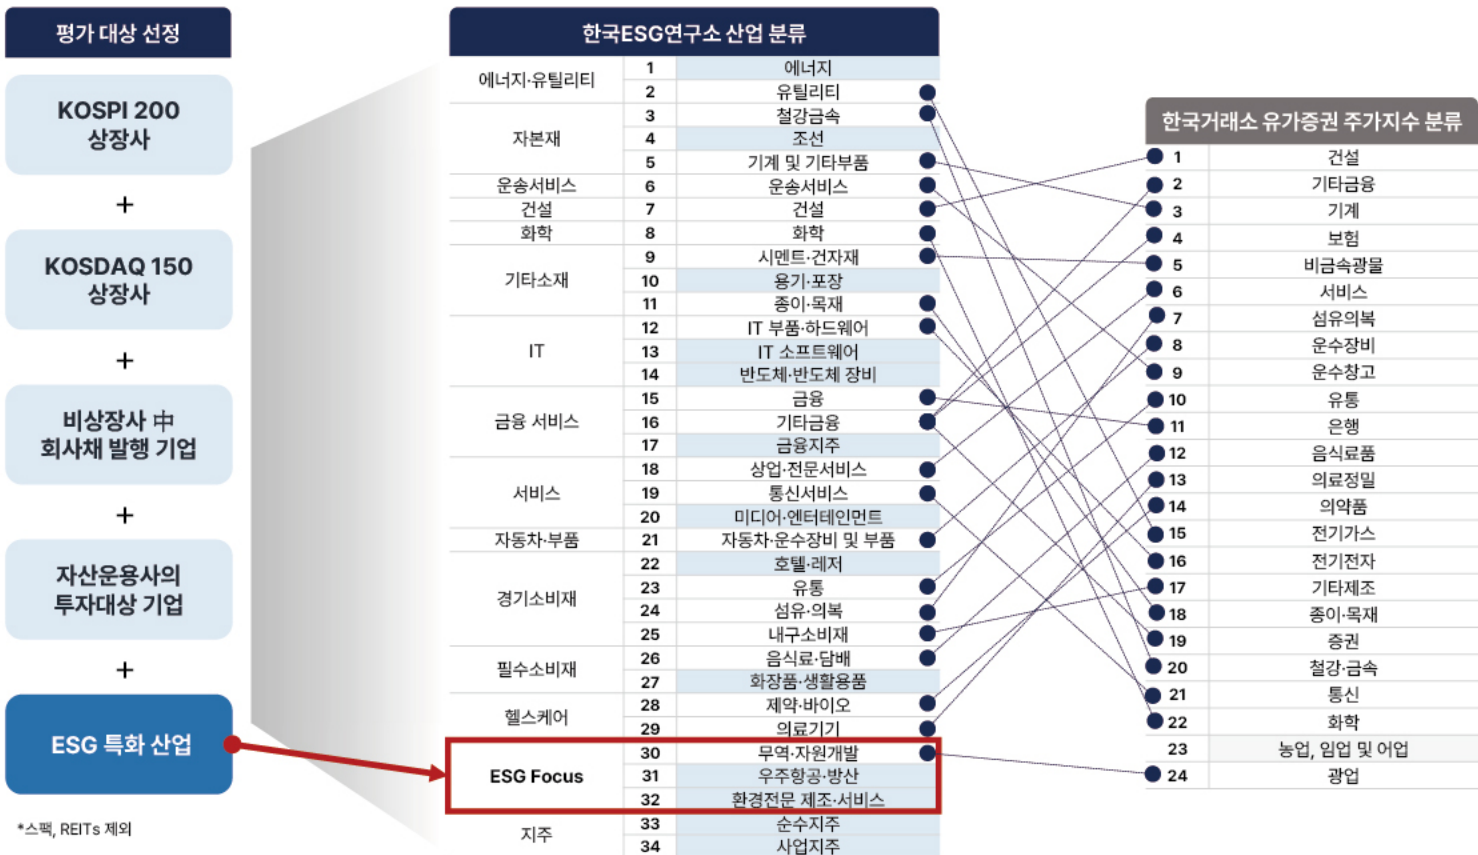 평가 대상 선정
KOSPI 200
상장사
+
KOSDAQ 150
상장사
+
비상장사 中
회사채 발행 기업
+
자산운용사의
투자대상 기업
+
ESG 특화 산업
*스팩, REITs 제외
한국ESG연구소 산업 분류
에너지·유틸리티
1 에너지
2 유틸리티
자본재
3 철강금속
4 조선
5 기계 및 기타부품
운송서비스 6 운송서비스
건설 7 건설
화학 8 화학
기타소재
9 시멘트·건자재
10 용기·포장
11 종이·목재
IT
12 IT 부품·하드웨어
13 IT 소프트웨어
14 반도체·반도체 장비
금융 서비스
15 금융
16 기타금융
17 금융지주
서비스
18 상업·전문서비스
19 통신서비스
20 미디어·엔터테인먼트
자동차·부품 21 자동차·운수장비 및 부품
경기소비재
22 호텔·레저
23 유통
24 섬유·의복
25 내구소비재
필수소비재
26 음식료·담배
27 화장품·생활용품
헬스케어
28 제약·바이오
29 의료기기
ESG Focus
30 무역·자원개발
31 우주항공·방산
32 환경전문 제조·서비스
지주
33 순수지주
34 사업지주
한국거래소 유가증권 주가지수 분류
1 건설
2 기타금융
3 기계
4 보험
5 비금속광물
6 서비스
7 섬유의복
8 운수장비
9 운수창고
10 유통
11 은행
12 음식료품
13 의료정밀
14 의약품
15 전기가스
16 전기전자
17 기타제조
18 종이·목재
19 증권
20 철강·금속
21 통신
22 화학
23 농업, 임업 및 어업
24 광업